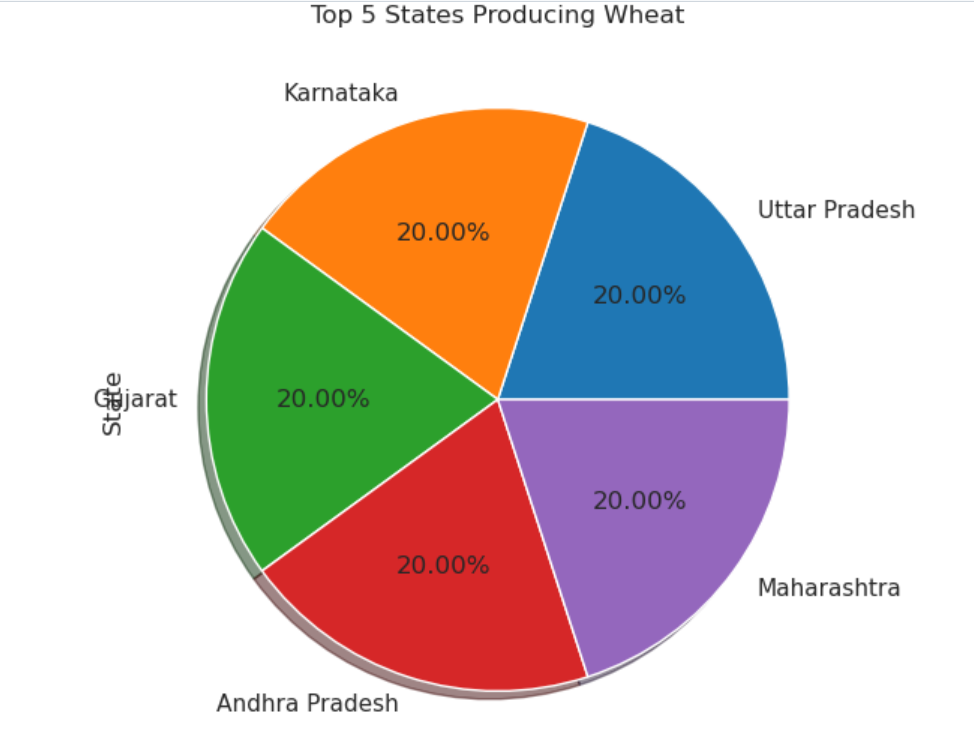 Top 5 States Producing Wheat
Karnataka
Uttar Pradesh
20.00%
20.00%
Gujarat
State
20.00%
20.00%
20.00%
Maharashtra
Andhra Pradesh